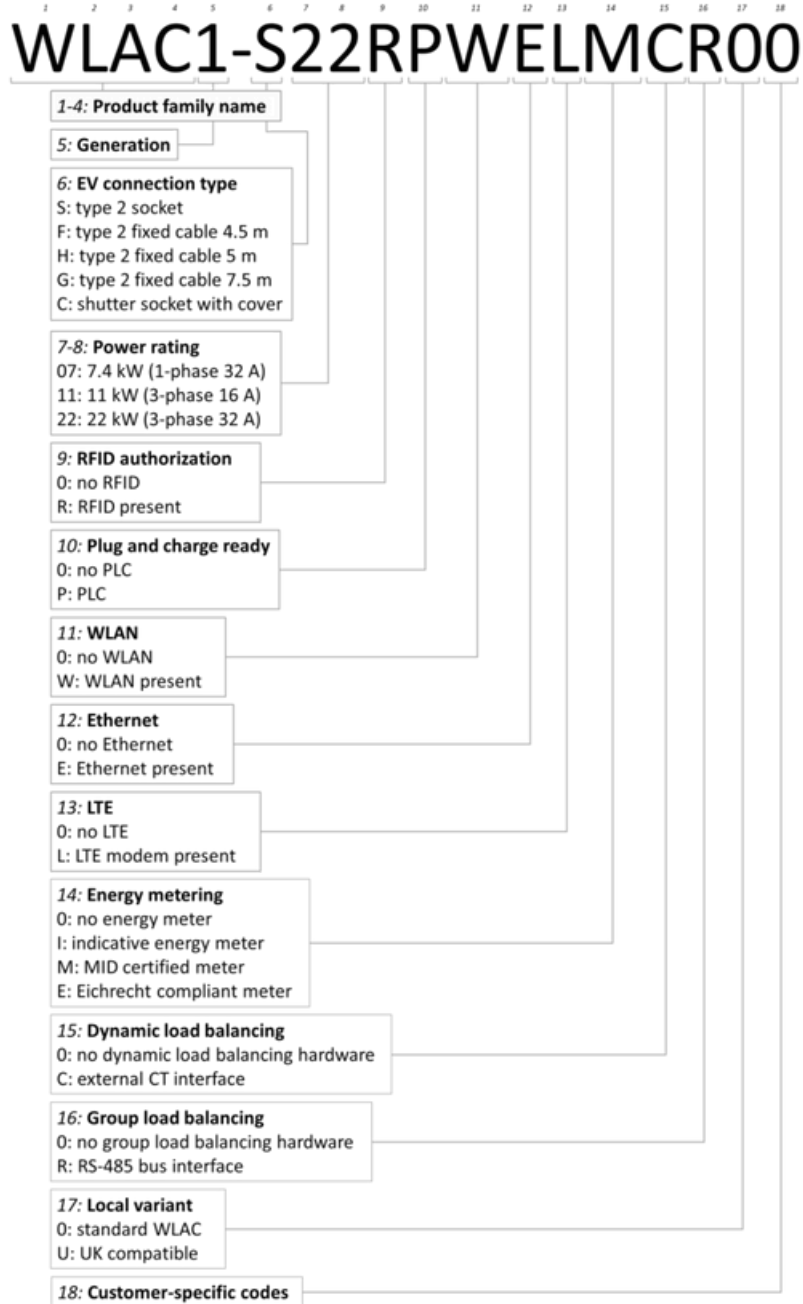 1 2 3 4 5 6 7 8 9 10 11 12 13 14 15 16 17 18
WLAC1-S22RPWELMCR00
1-4: Product family name
5: Generation
6: EV connection type
S: type 2 socket
F: type 2 fixed cable 4.5 m
H: type 2 fixed cable 5 m
G: type 2 fixed cable 7.5 m
C: shutter socket with cover
7-8: Power rating
07: 7.4 kW (1-phase 32 A)
11: 11 kW (3-phase 16 A)
22: 22 kW (3-phase 32 A)
9: RFID authorization
0: no RFID
R: RFID present
10: Plug and charge ready
0: no PLC
P: PLC
11: WLAN
0: no WLAN
W: WLAN present
12: Ethernet
0: no Ethernet
E: Ethernet present
13: LTE
0: no LTE
L: LTE modem present
14: Energy metering
0: no energy meter
I: indicative energy meter
M: MID certified meter
E: Eichrecht compliant meter
15: Dynamic load balancing
0: no dynamic load balancing hardware
C: external CT interface
16: Group load balancing
0: no group load balancing hardware
R: RS-485 bus interface
17: Local variant
0: standard WLAC
U: UK compatible
18: Customer-specific codes